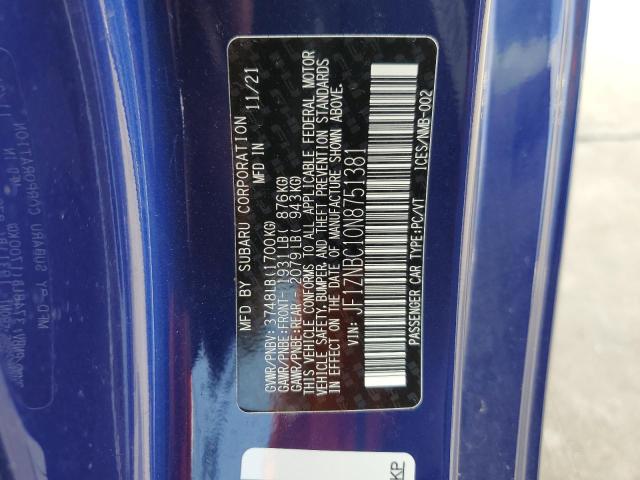 MFD BY SUBARU CORPORATION
MFD IN 11/21
GVWR/PNBV: 3748LB(1700KG)
GAWR/PNBE:FRONT-1931LB( 876KG)
GAWR/PNBE:REAR -2079LB( 943KG)
THIS VEHICLE CONFORMS TO ALL APPLICABLE FEDERAL MOTOR
VEHICLE SAFETY,BUMPER, AND THEFT PREVENTION STANDARDS
IN EFFECT ON THE DATE OF MANUFACTURE SHOWN ABOVE.
VIN: JF1ZNBC10N8751381
PASSENGER CAR TYPE:PC/VT ICES/NMB-002
KP